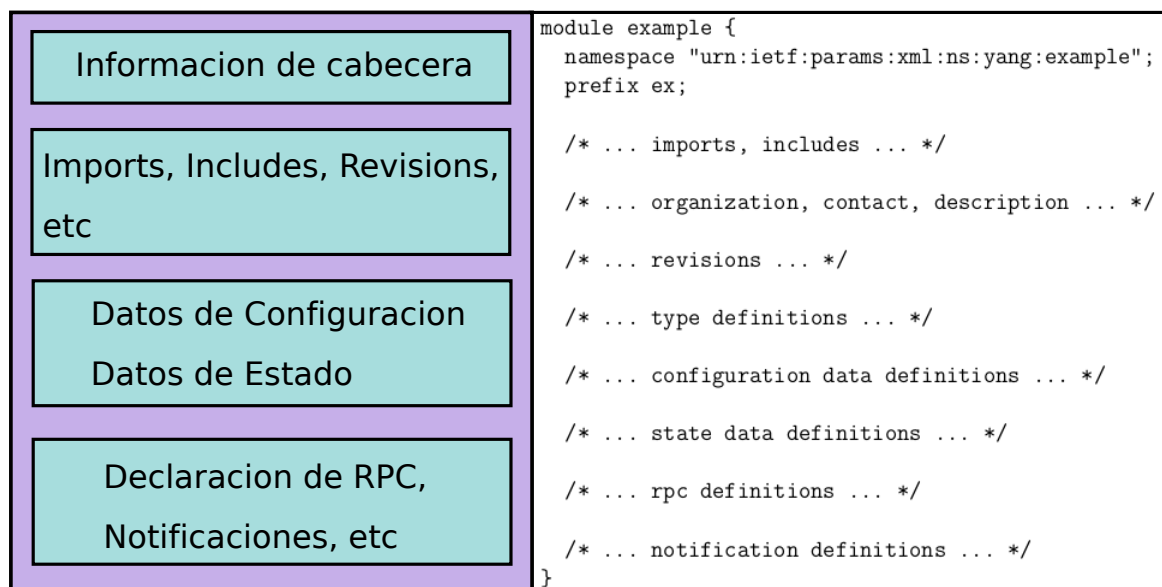 Informacion de cabecera
Imports, Includes, Revisions,
etc
Datos de Configuracion
Datos de Estado
Declaracion de RPC,
Notificaciones, etc
module example {
  namespace "urn:ietf:params:xml:ns:yang:example";
  prefix ex;
  /* ... imports, includes ... */
  /* ... organization, contact, description ... */
  /* ... revisions ... */
  /* ... type definitions ... */
  /* ... configuration data definitions ... */
  /* ... state data definitions ... */
  /* ... rpc definitions ... */
  /* ... notification definitions ... */
}